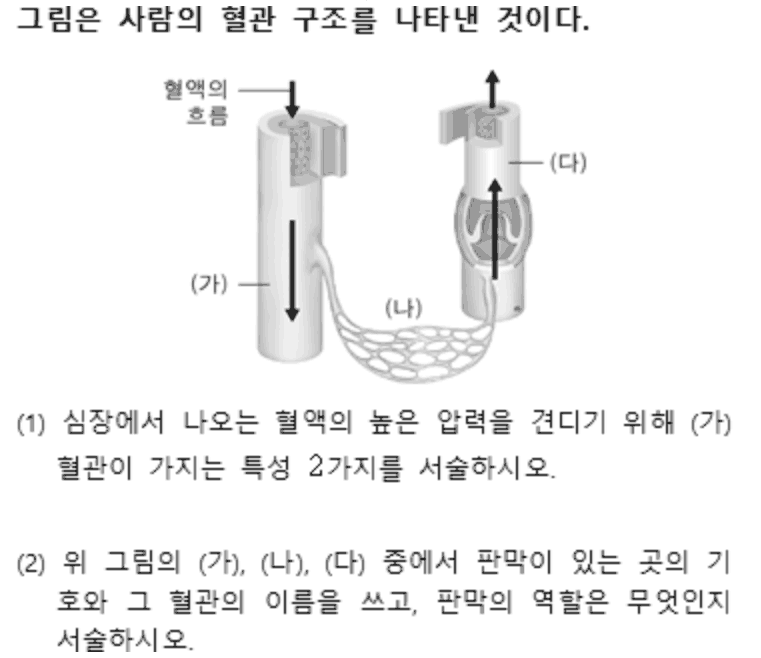 그림은 사람의 혈관 구조를 나타낸 것이다.
혈액의
흐름
(다)
(가)
(나)
(1) 심장에서 나오는 혈액의 높은 압력을 견디기 위해 (가)
혈관이 가지는 특성 2가지를 서술하시오.
(2) 위 그림의 (가), (나), (다) 중에서 판막이 있는 곳의 기
호와 그 혈관의 이름을 쓰고, 판막의 역할은 무엇인지
서술하시오.